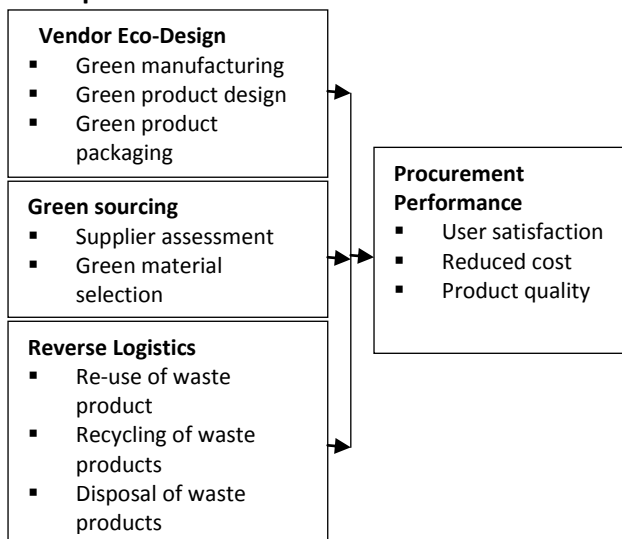 Vendor Eco-Design
▪ Green manufacturing
▪ Green product design
▪ Green product
packaging
Green sourcing
▪ Supplier assessment
▪ Green material
selection
Reverse Logistics
▪ Re-use of waste
product
▪ Recycling of waste
products
▪ Disposal of waste
products
Procurement
Performance
▪ User satisfaction
▪ Reduced cost
▪ Product quality